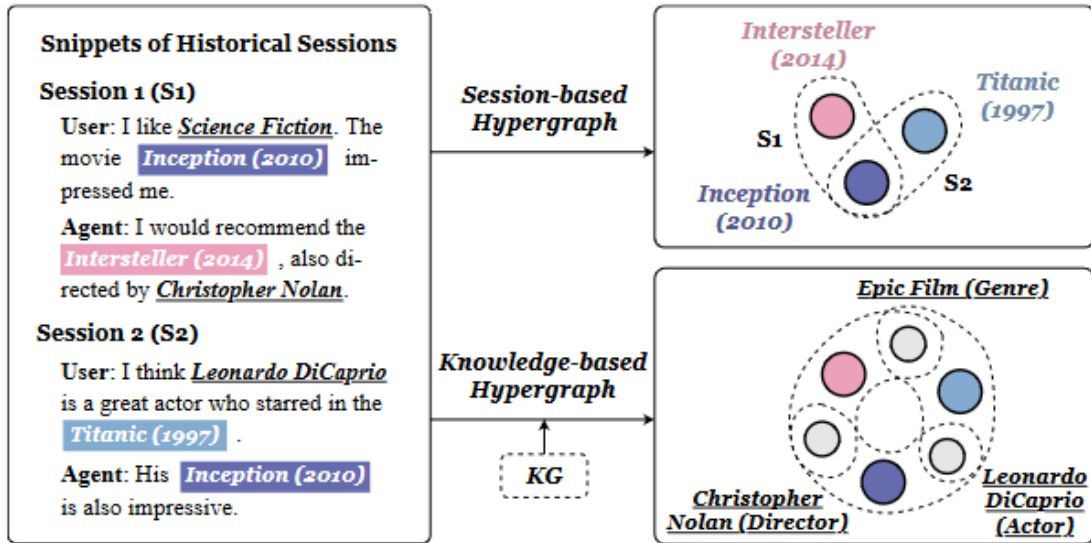 Snippets of Historical Sessions
Session 1 (S1)
User: I like Science Fiction. The
movie Inception (2010) im-
pressed me.
Agent: I would recommend the
Intersteller (2014) , also di-
rected by Christopher Nolan.
Session 2 (S2)
User: I think Leonardo DiCaprio
is a great actor who starred in the
Titanic (1997) .
Agent: His Inception (2010)
is also impressive.
Session-based
Hypergraph
Knowledge-based
Hypergraph
KG
Intersteller
(2014)
Titanic
(1997)
S1
S2
Inception
(2010)
Epic Film (Genre)
Christopher
Nolan (Director)
Leonardo
DiCaprio
(Actor)